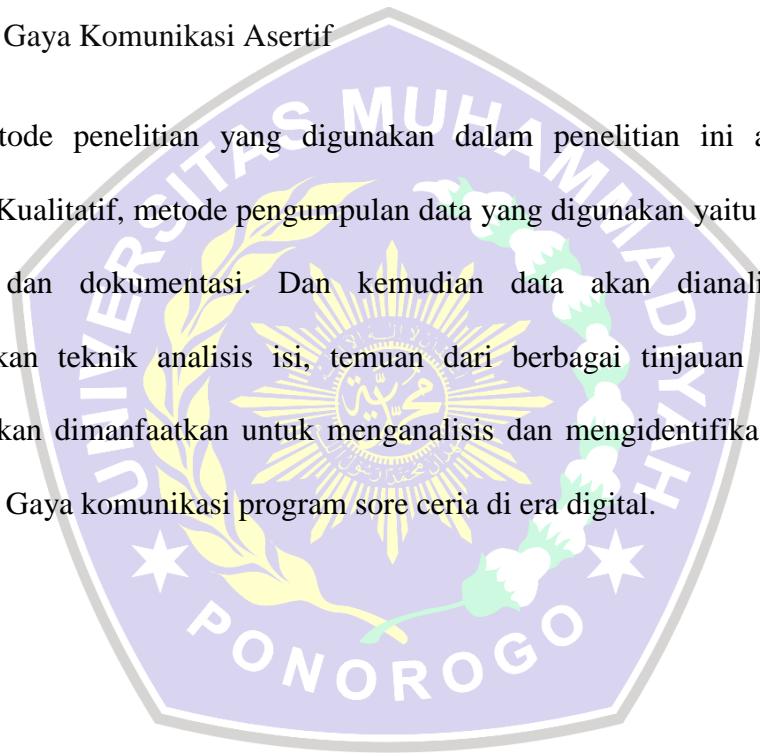 Gaya Komunikasi Asertif
tode penelitian yang digunakan dalam penelitian ini a
Kualitatif, metode pengumpulan data yang digunakan yaitu
dan dokumentasi. Dan kemudian data akan dianali
kan teknik analisis isi, temuan dari berbagai tinjauan
kan dimanfaatkan untuk menganalisis dan mengidentifika
Gaya komunikasi program sore ceria di era digital.
UNIVERSITAS MUHAMMADIYAH
PONOROGO